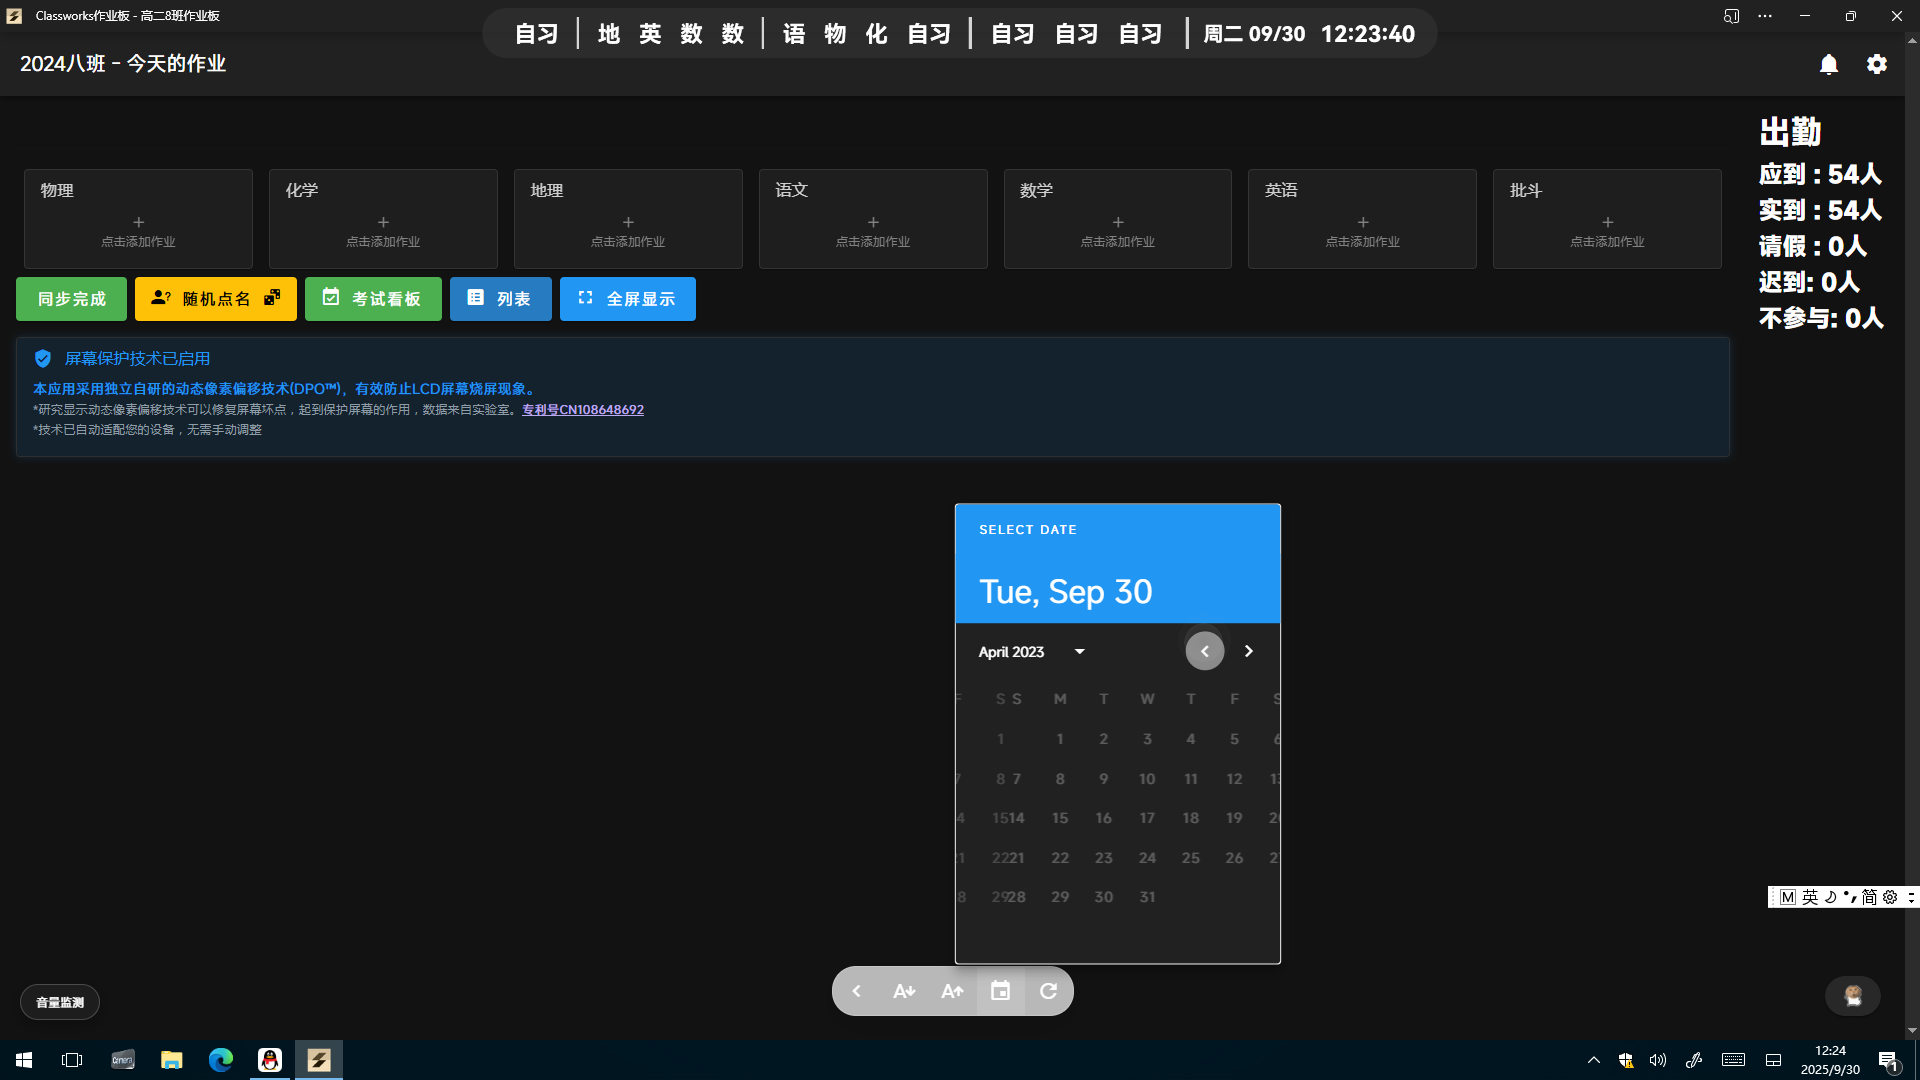 Classworks作业板 - 高二8班作业板
自习 | 地 英 数 数 | 语 物 化 自习 | 自习 自习 自习 | 周二 09/30 12:23:40
2024八班 - 今天的作业
出勤
应到 : 54人
实到 : 54人
请假 : 0人
迟到: 0人
不参与: 0人
物理 化学 地理 语文 数学 英语 批斗
点击添加作业 点击添加作业 点击添加作业 点击添加作业 点击添加作业 点击添加作业 点击添加作业
同步完成 随机点名 考试看板 列表 全屏显示
屏幕保护技术已启用
本应用采用独立自研的动态像素偏移技术(DPO™)，有效防止LCD屏幕烧屏现象。
*研究显示动态像素偏移技术可以修复屏幕坏点，起到保护屏幕的作用，数据来自实验室。专利号CN108648692
*技术已自动适配您的设备，无需手动调整
SELECT DATE
Tue, Sep 30
April 2023
F S S M T W T F S
1 1 2 3 4 5 6
7 8 7 8 9 10 11 12 13
4 15 14 15 16 17 18 19 20
21 22 21 22 23 24 25 26 27
8 29 28 29 30 31
M 英 简
音量监测
12:24
2025/9/30
1